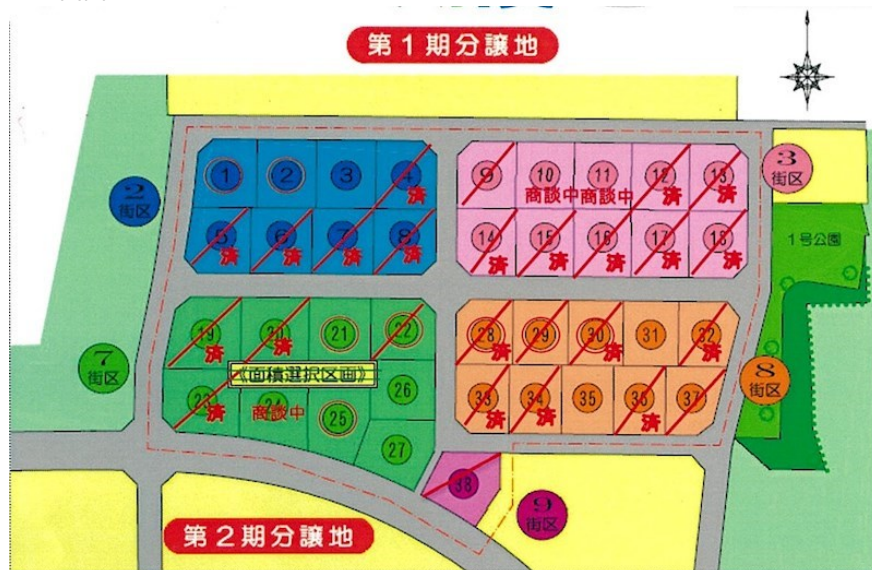 第1期分譲地
1 2 3 4 済
9 10 11 12 済 13 済
商談中 商談中
3
街区
2
街区
5 済 6 済 7 済 8 済
14 済 15 済 16 済 17 済 18 済
1号公園
19 済 20 済 21 22
28 済 29 済 30 済 31 32 済
7
街区
《面積選択区画》
8
街区
23 済 24 25 26
商談中
33 済 34 済 35 36 済 37
27
38
9
街区
第2期分譲地